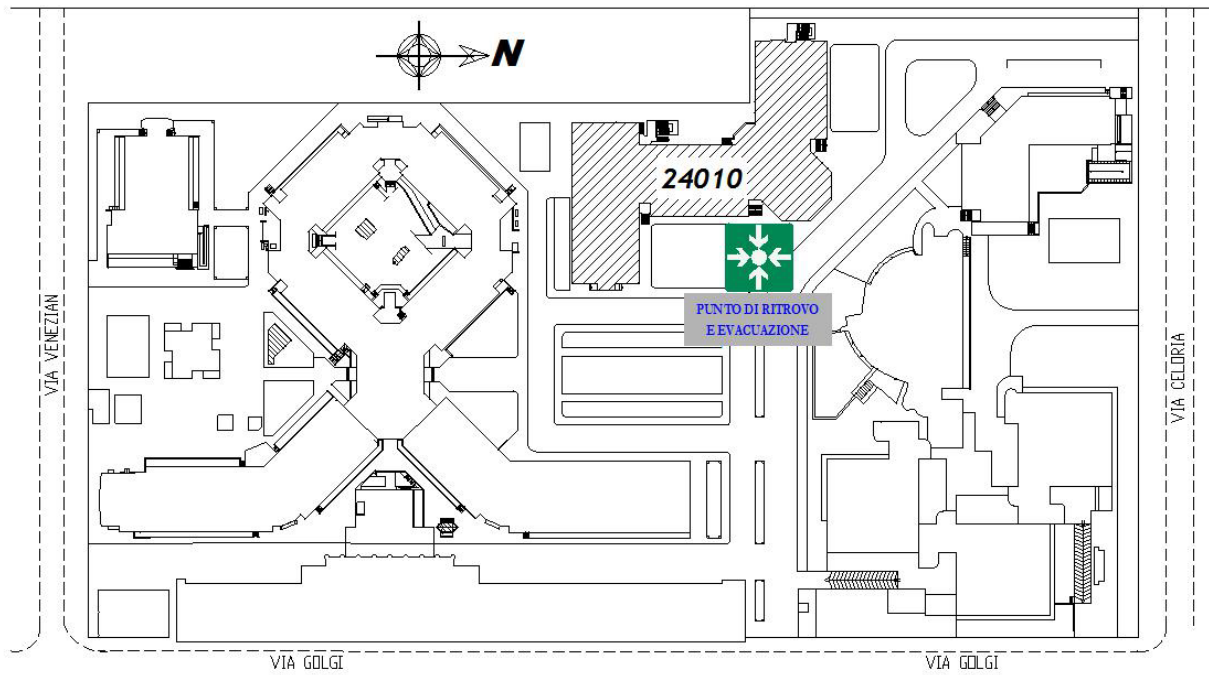 N
24010
PUNTO DI RITROVO
E EVACUAZIONE
VIA VENEZIAN
VIA CELORIA
VIA GOLGI
VIA GOLGI